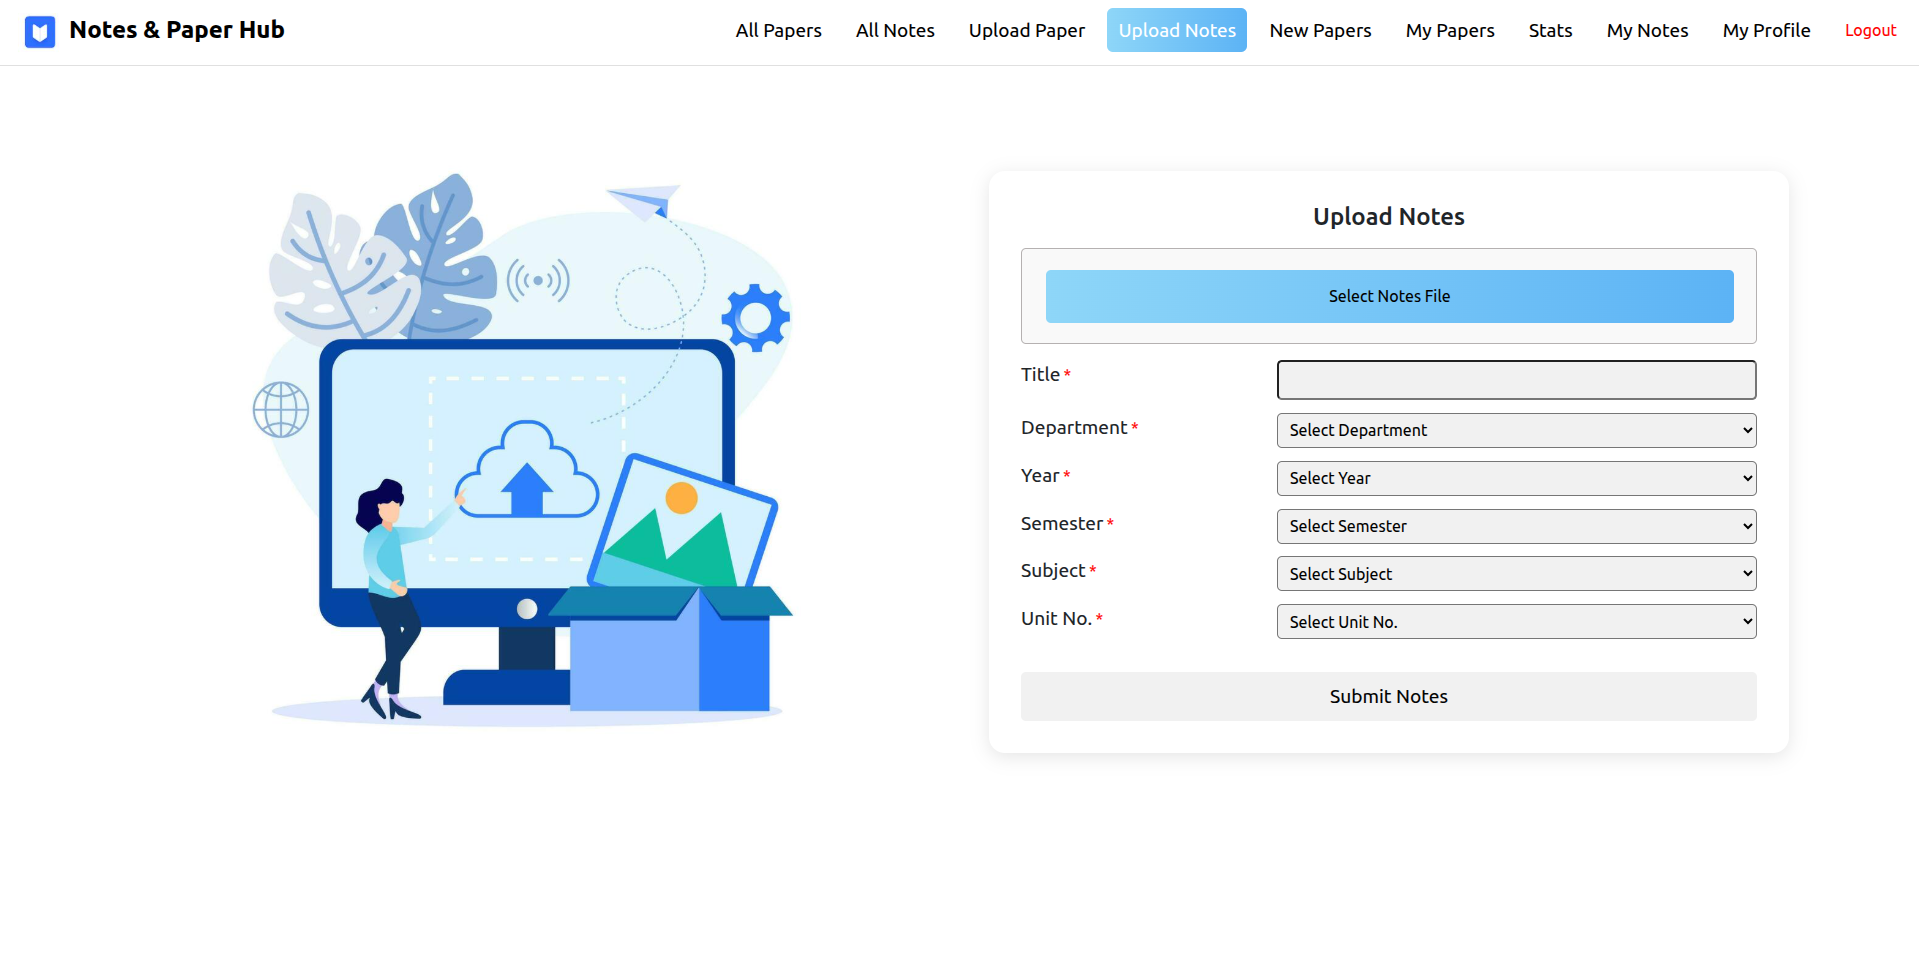 Notes & Paper Hub
All Papers
All Notes
Upload Paper
Upload Notes
New Papers
My Papers
Stats
My Notes
My Profile
Logout
Upload Notes
Select Notes File
Title *
Department *
Select Department
Year *
Select Year
Semester *
Select Semester
Subject *
Select Subject
Unit No. *
Select Unit No.
Submit Notes